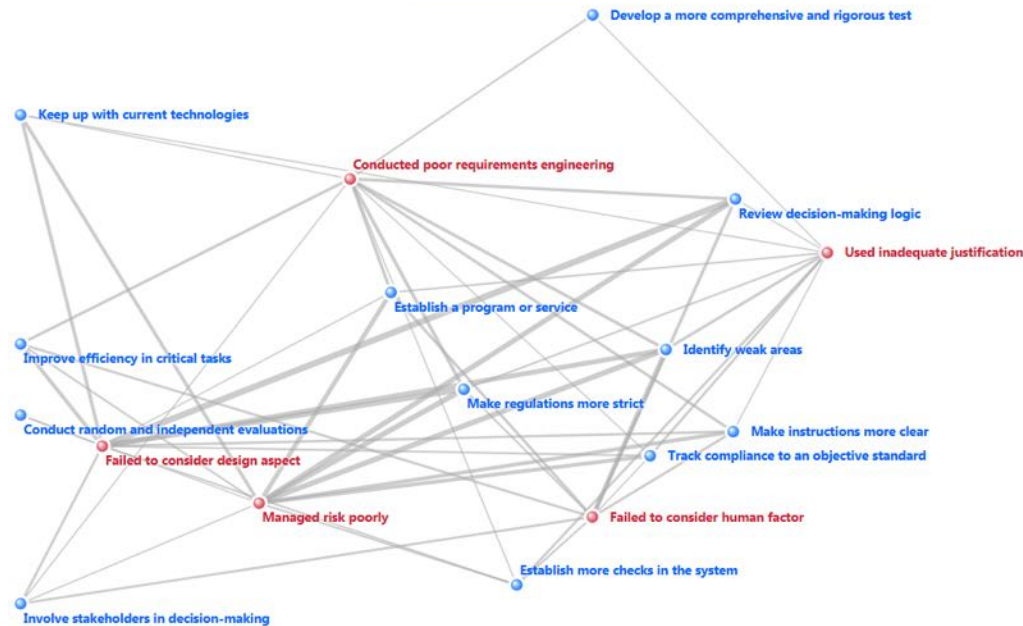 Develop a more comprehensive and rigorous test
Keep up with current technologies
Conducted poor requirements engineering
Review decision-making logic
Used inadequate justification
Establish a program or service
Identify weak areas
Improve efficiency in critical tasks
Make regulations more strict
Conduct random and independent evaluations
Make instructions more clear
Failed to consider design aspect
Track compliance to an objective standard
Managed risk poorly
Failed to consider human factor
Establish more checks in the system
Involve stakeholders in decision-making